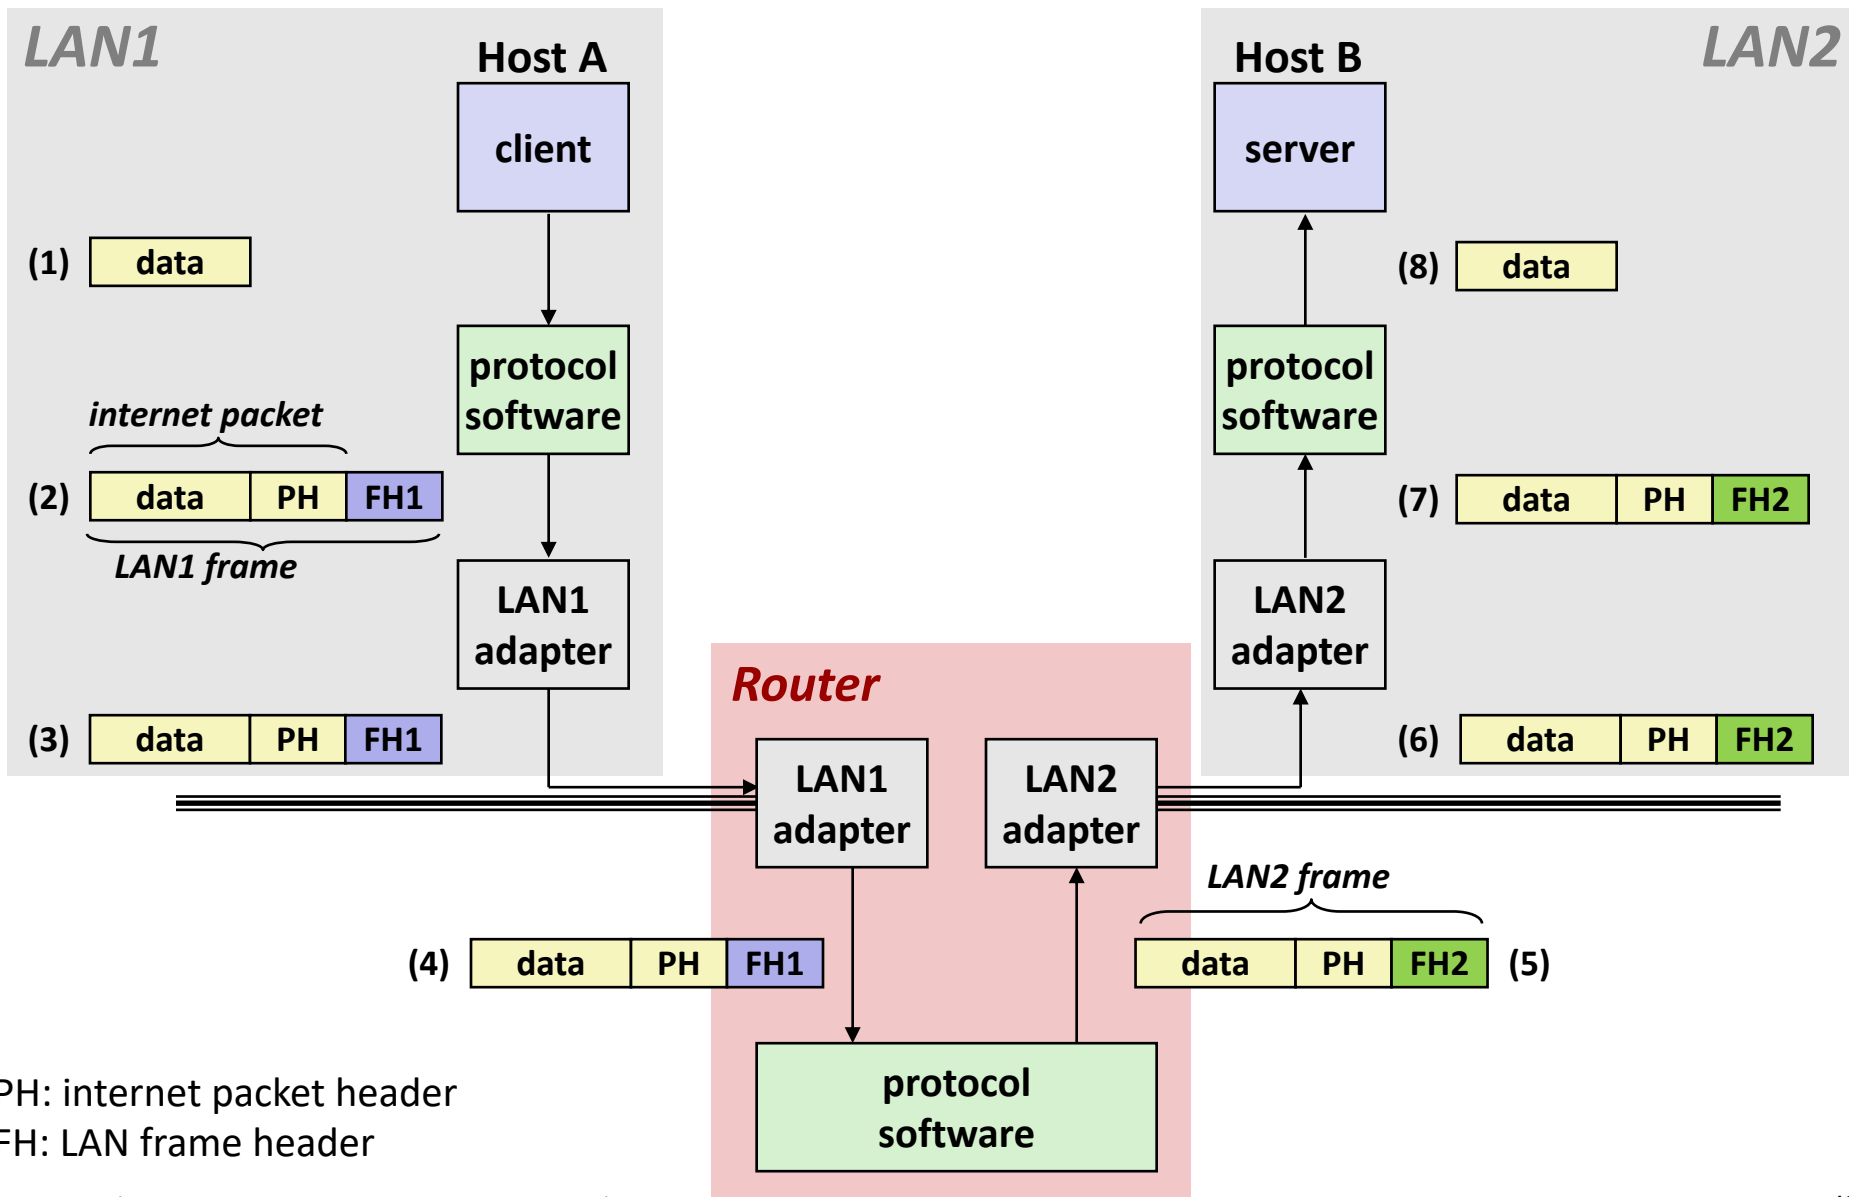 LAN1
Host A
client
(1) data
protocol
software
internet packet
(2) data PH FH1
LAN1 frame
LAN1
adapter
(3) data PH FH1
Router
LAN1
adapter
LAN2
adapter
(4) data PH FH1
LAN2 frame
data PH FH2 (5)
protocol
software
LAN2
Host B
server
(8) data
protocol
software
(7) data PH FH2
LAN2
adapter
(6) data PH FH2
PH: internet packet header
FH: LAN frame header